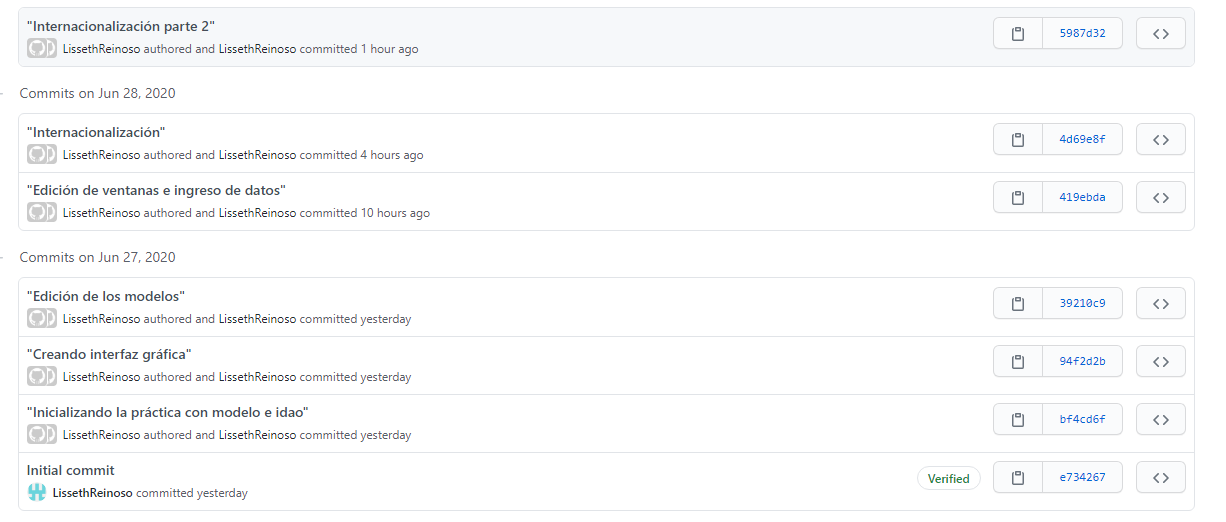 "Internacionalización parte 2"
LissethReinoso authored and LissethReinoso committed 1 hour ago
5987d32
Commits on Jun 28, 2020
"Internacionalización"
LissethReinoso authored and LissethReinoso committed 4 hours ago
4d69e8f
"Edición de ventanas e ingreso de datos"
LissethReinoso authored and LissethReinoso committed 10 hours ago
419ebda
Commits on Jun 27, 2020
"Edición de los modelos"
LissethReinoso authored and LissethReinoso committed yesterday
39210c9
"Creando interfaz gráfica"
LissethReinoso authored and LissethReinoso committed yesterday
94f2d2b
"Inicializando la práctica con modelo e idao"
LissethReinoso authored and LissethReinoso committed yesterday
bf4cd6f
Initial commit
LissethReinoso committed yesterday
Verified
e734267